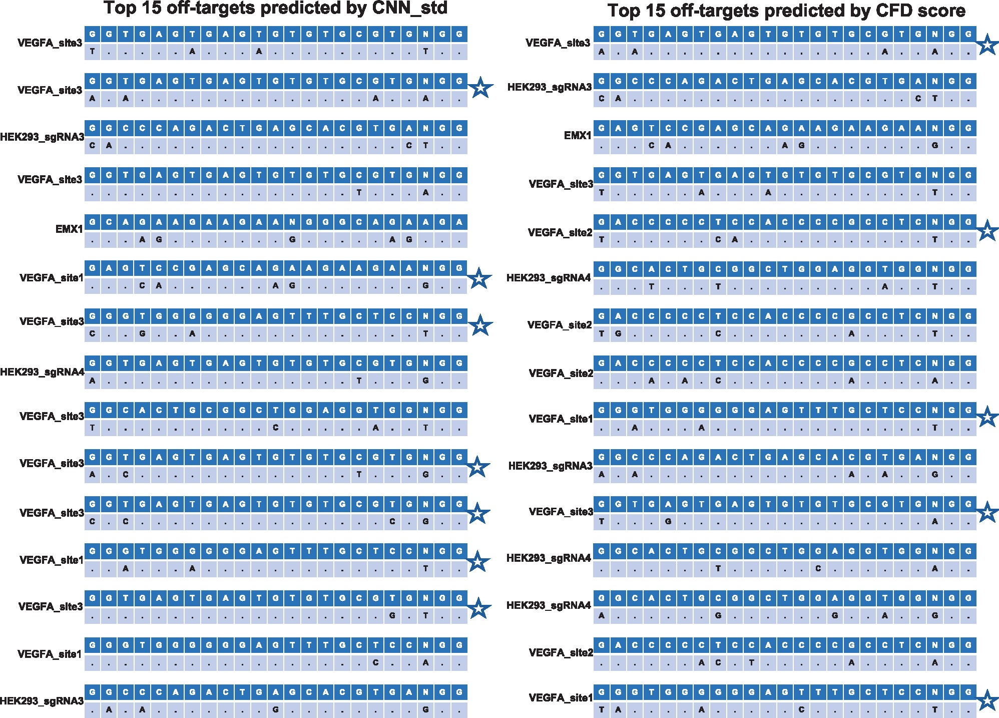 Top 15 off-targets predicted by CNN_std
VEGFA_site3
G G T G A G T G A G T G T G T G C G T G N G G
T . . . . . A . . . A . . . . . . . . . T . .
VEGFA_site3
G G T G A G T G A G T G T G T G C G T G N G G
A . A . . . . . . . . . . . . . . A . . A . .
HEK293_sgRNA3
G G C C C A G A C T G A G C A C G T G A N G G
C A . . . . . . . . . . . . . . . . . C T . .
VEGFA_site3
G G T G A G T G A G T G T G T G C G T G N G G
. . . . . . . . . . . . . . . . T . . . A . .
EMX1
G C A G A A G A A G A A N G G G C A G A A G A
. . . A G . . . . . . . G . . . . . A G . . .
VEGFA_site1
G A G T C C G A G C A G A A G A A G A A N G G
. . . C A . . . . . . A G . . . . . . . G . .
VEGFA_site3
G G G T G G G G G G A G T T T G C T C C N G G
C . . G . . A . . . . . . . . . . . . . T . .
HEK293_sgRNA4
G G T G A G T G A G T G T G T G C G T G N G G
A . . . . . . . . . . . . . . . T . . . G . .
VEGFA_site3
G G C A C T G C G G C T G G A G G T G G N G G
T . . . . . . . . . . C . . . . . A . . T . .
VEGFA_site3
G G T G A G T G A G T G T G T G C G T G N G G
A . C . . . . . . . . . . . . . T . . . G . .
VEGFA_site3
G G T G A G T G A G T G T G T G C G T G N G G
C . C . . . . . . . . . . . . . . . C . G . .
VEGFA_site1
G G G T G G G G G G A G T T T G C T C C N G G
. . A . . . A . . . . . . . . . . . . . T . .
VEGFA_site3
G G T G A G T G A G T G T G T G C G T G N G G
. . . . . . . . . . . . . . . . . . G . T . .
VEGFA_site1
G G G T G G G G G G A G T T T G C T C C N G G
. . . . . . . . . . . . . . . . . C . . A . .
HEK293_sgRNA3
G G C C C A G A C T G A G C A C G T G A N G G
. A . A . . . . . . . G . . . . . . . . G . .
Top 15 off-targets predicted by CFD score
VEGFA_site3
G G T G A G T G A G T G T G T G C G T G N G G
A . A . . . . . . . . . . . . . . A . . A . .
HEK293_sgRNA3
G G C C C A G A C T G A G C A C G T G A N G G
C A . . . . . . . . . . . . . . . . . C T . .
EMX1
G A G T C C G A G C A G A A G A A G A A N G G
. . . C A . . . . . . A G . . . . . . . G . .
VEGFA_site3
G G T G A G T G A G T G T G T G C G T G N G G
T . . . . . A . . . A . . . . . . . . . T . .
VEGFA_site2
G A C C C C C T C C A C C C C G C C T C N G G
T . . . . . . C A . . . . . . . . . . . T . .
HEK293_sgRNA4
G G C A C T G C G G C T G G A G G T G G N G G
. . . T . . . T . . . . . . . . . A . . T . .
VEGFA_site2
G A C C C C C T C C A C C C C G C C T C N G G
T G . . . . . C . . . . . . . A . . . . T . .
VEGFA_site2
G A C C C C C T C C A C C C C G C C T C N G G
. . . A . A . C . . . . . . . A . . . . A . .
VEGFA_site1
G G G T G G G G G G A G T T T G C T C C N G G
. . A . . . A . . . . . . . . . . . . . T . .
HEK293_sgRNA3
G G C C C A G A C T G A G C A C G T G A N G G
A . A . . . . . . . . . . . . A . A . . G . .
VEGFA_site3
G G T G A G T G A G T G T G T G C G T G N G G
T . . . G . . . . . . . . . . . . . . . A . .
HEK293_sgRNA4
G G C A C T G C G G C T G G A G G T G G N G G
. . . . . . . T . . . . . C . . . . . . A . .
HEK293_sgRNA4
G G C A C T G C G G C T G G A G G T G G N G G
A . . . . . . G . . . . . . G . . A . . G . .
VEGFA_site2
G A C C C C C T C C A C C C C G C C T C N G G
. . . . . . A C . T . . . . . A . . . . A . .
VEGFA_site1
G G G T G G G G G G A G T T T G C T C C N G G
T A . . . . A . . . . . C . . . . . . . T . .